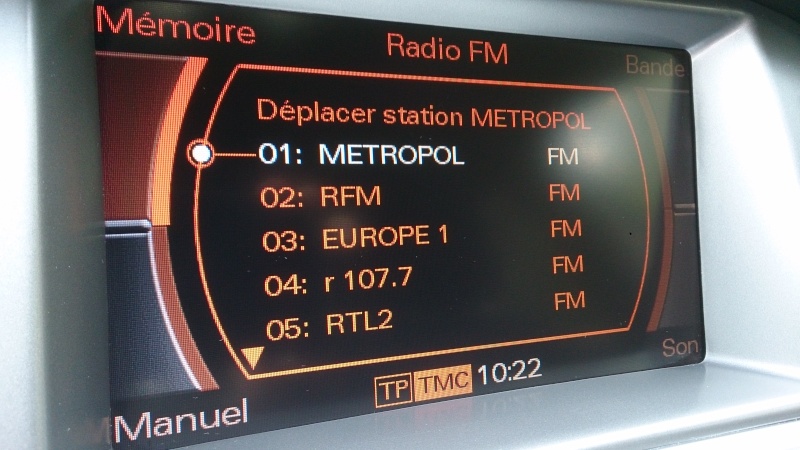 Mémoire
Radio FM
Bande
Déplacer station METROPOL
01: METROPOL FM
02: RFM FM
03: EUROPE 1 FM
04: r 107.7 FM
05: RTL2 FM
Son
TP TMC 10:22
Manuel